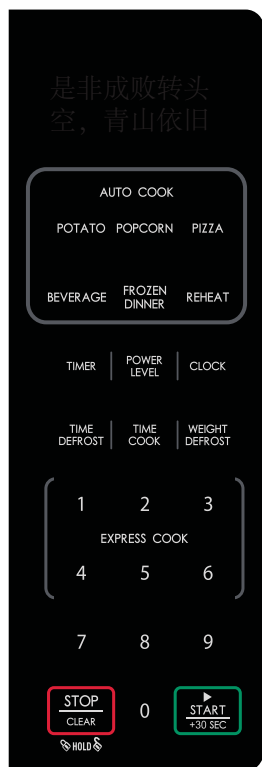 是非成败转头
空，青山依旧
AUTO COOK
POTATO POPCORN PIZZA
BEVERAGE FROZEN DINNER REHEAT
TIMER POWER LEVEL CLOCK
TIME DEFROST TIME COOK WEIGHT DEFROST
1 2 3
EXPRESS COOK
4 5 6
7 8 9
STOP
CLEAR
HOLD
0
START
+30 SEC